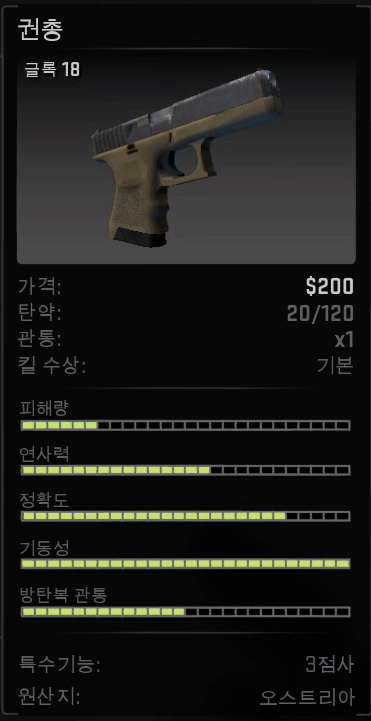 권총
글록 18
가격: $200
탄약: 20/120
관통: x1
킬 수상: 기본
피해량
연사력
정확도
기동성
방탄복 관통
특수기능: 3점사
원산지: 오스트리아